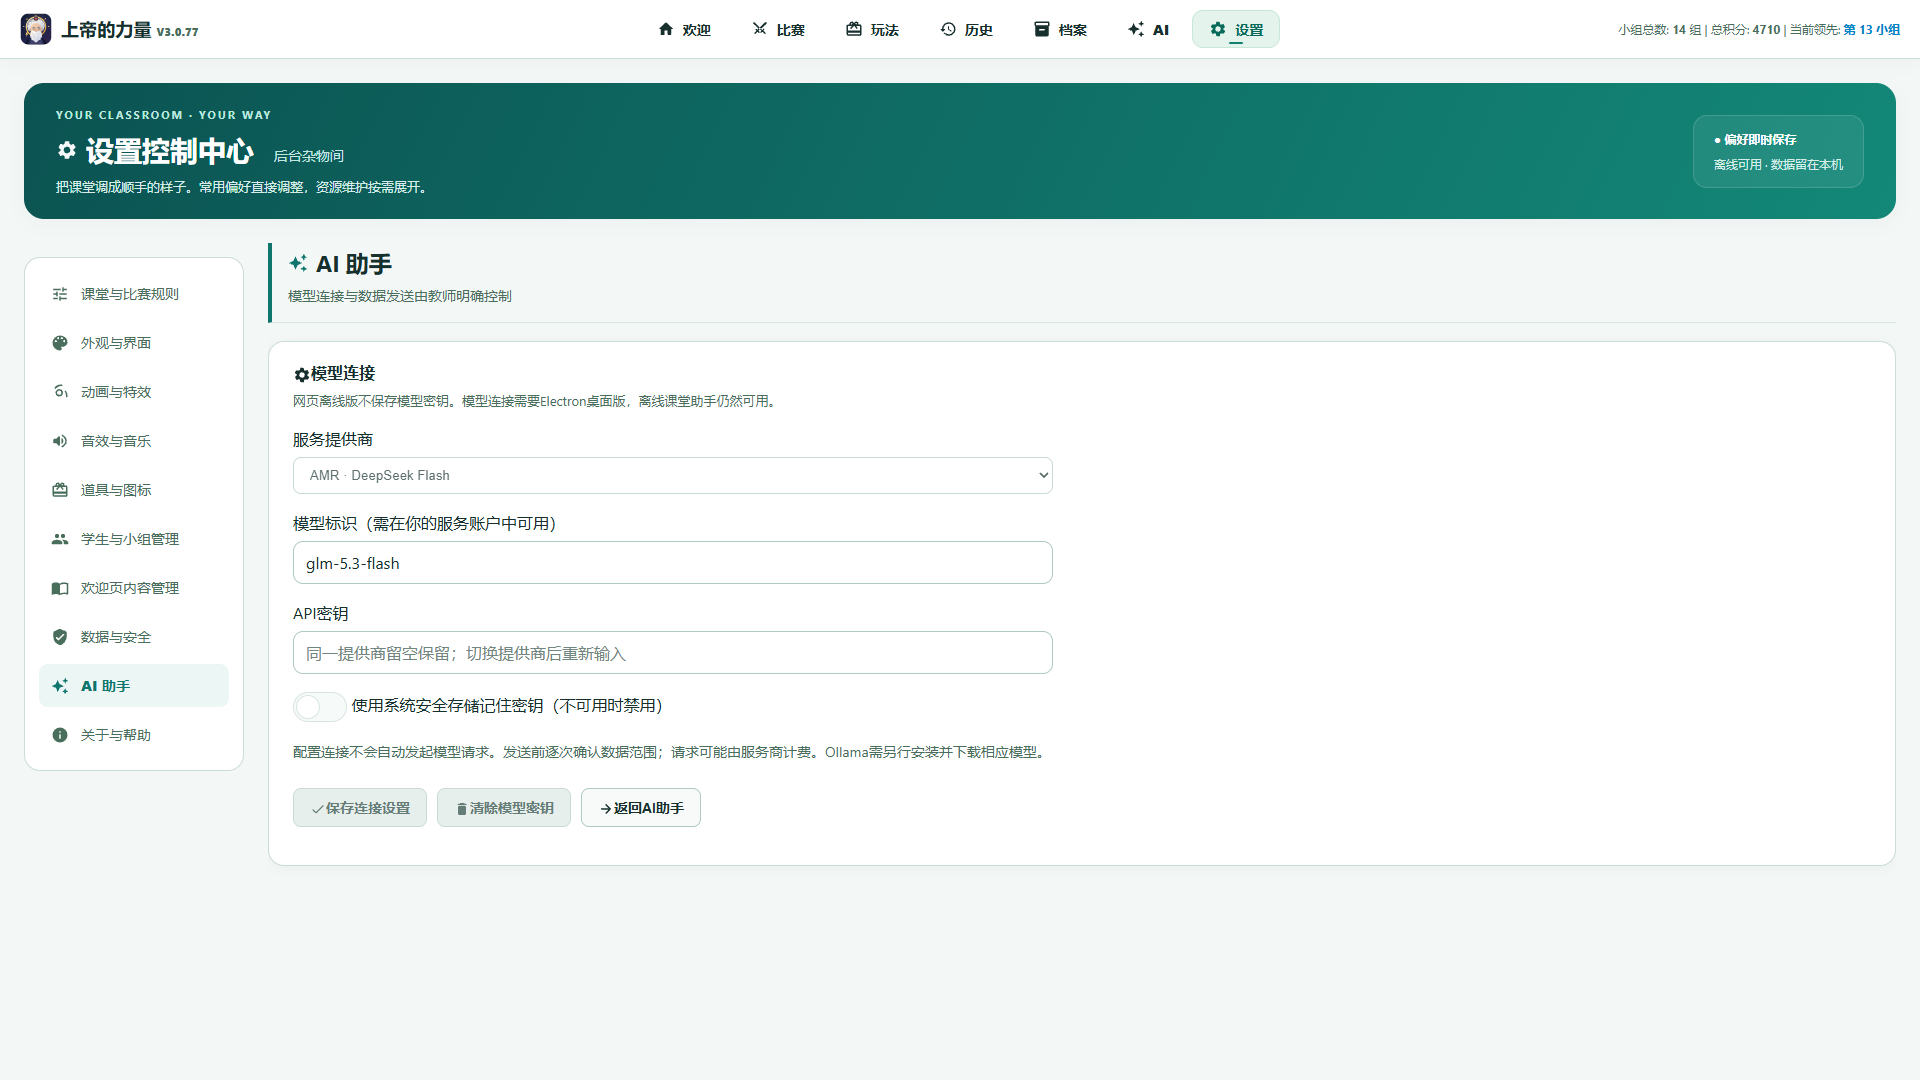 上帝的力量 V3.0.77
欢迎
比赛
玩法
历史
档案
AI
设置
小组总数: 14 组 | 总积分: 4710 | 当前领先: 第 13 小组
YOUR CLASSROOM · YOUR WAY
设置控制中心 后台杂物间
把课堂调成顺手的样子。常用偏好直接调整，资源维护按需展开。
● 偏好即时保存
离线可用 · 数据留在本机
课堂与比赛规则
外观与界面
动画与特效
音效与音乐
道具与图标
学生与小组管理
欢迎页内容管理
数据与安全
AI 助手
关于与帮助
AI 助手
模型连接与数据发送由教师明确控制
模型连接
网页离线版不保存模型密钥。模型连接需要Electron桌面版，离线课堂助手仍然可用。
服务提供商
AMR · DeepSeek Flash
模型标识（需在你的服务账户中可用）
glm-5.3-flash
API密钥
同一提供商留空保留；切换提供商后重新输入
使用系统安全存储记住密钥（不可用时禁用）
配置连接不会自动发起模型请求。发送前逐次确认数据范围；请求可能由服务商计费。Ollama需另行安装并下载相应模型。
保存连接设置
清除模型密钥
返回AI助手